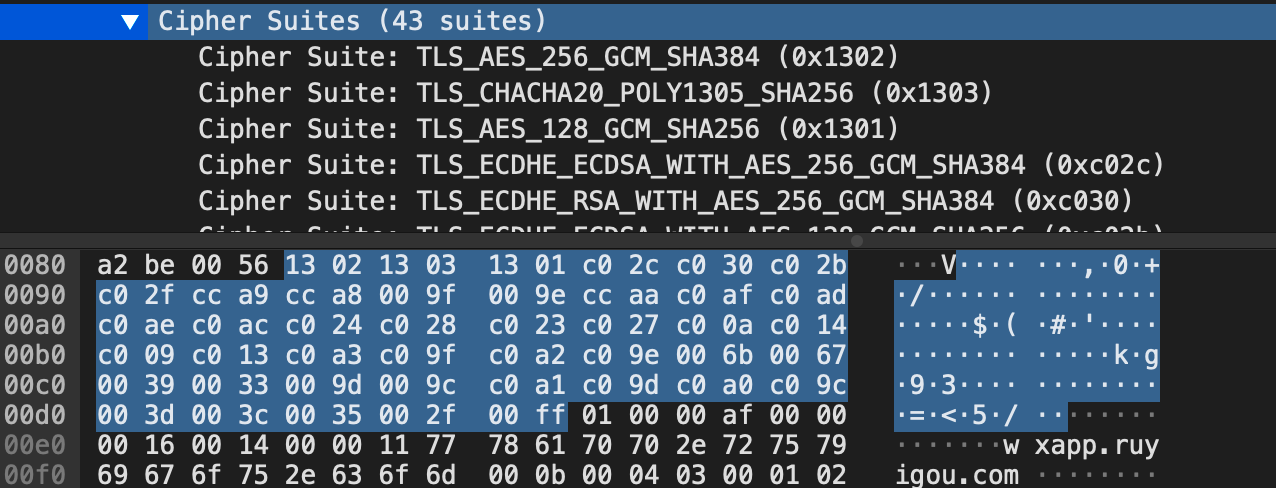 ▼ Cipher Suites (43 suites)
Cipher Suite: TLS_AES_256_GCM_SHA384 (0x1302)
Cipher Suite: TLS_CHACHA20_POLY1305_SHA256 (0x1303)
Cipher Suite: TLS_AES_128_GCM_SHA256 (0x1301)
Cipher Suite: TLS_ECDHE_ECDSA_WITH_AES_256_GCM_SHA384 (0xc02c)
Cipher Suite: TLS_ECDHE_RSA_WITH_AES_256_GCM_SHA384 (0xc030)
Cipher Suite: TLS_ECDHE_ECDSA_WITH_AES_128_GCM_SHA256 (0xc02b)
0080 a2 be 00 56 13 02 13 03 13 01 c0 2c c0 30 c0 2b ···V···· ···,·0·+
0090 c0 2f cc a9 cc a8 00 9f 00 9e cc aa c0 af c0 ad ·/······ ········
00a0 c0 ae c0 ac c0 24 c0 28 c0 23 c0 27 c0 0a c0 14 ·····$·( ·#·'····
00b0 c0 09 c0 13 c0 a3 c0 9f c0 a2 c0 9e 00 6b 00 67 ········ ·····k·g
00c0 00 39 00 33 00 9d 00 9c c0 a1 c0 9d c0 a0 c0 9c ·9·3···· ········
00d0 00 3d 00 3c 00 35 00 2f 00 ff 01 00 00 af 00 00 ·=·<·5·/ ········
00e0 00 16 00 14 00 00 11 77 78 61 70 70 2e 72 75 79 ·······w xapp.ruy
00f0 69 67 6f 75 2e 63 6f 6d 00 0b 00 04 03 00 01 02 igou.com ········